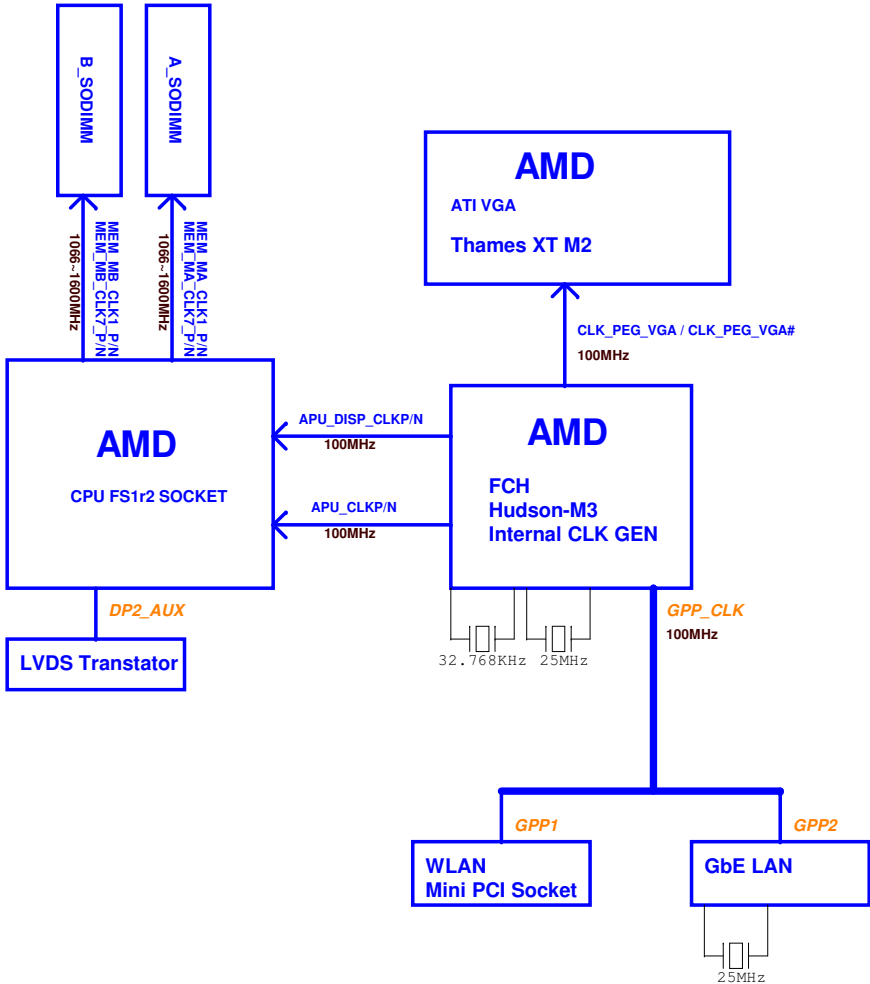 B_SODIMM
A_SODIMM
MEM_MB_CLK1_P/N
MEM_MB_CLK7_P/N
1066~1600MHz
MEM_MA_CLK1_P/N
MEM_MA_CLK7_P/N
1066~1600MHz
AMD
ATI VGA
Thames XT M2
CLK_PEG_VGA / CLK_PEG_VGA#
100MHz
AMD
CPU FS1r2 SOCKET
APU_DISP_CLKP/N
100MHz
APU_CLKP/N
100MHz
AMD
FCH
Hudson-M3
Internal CLK GEN
DP2_AUX
LVDS Transtator
32.768KHz
25MHz
GPP_CLK
100MHz
GPP1
WLAN
Mini PCI Socket
GPP2
GbE LAN
25MHz